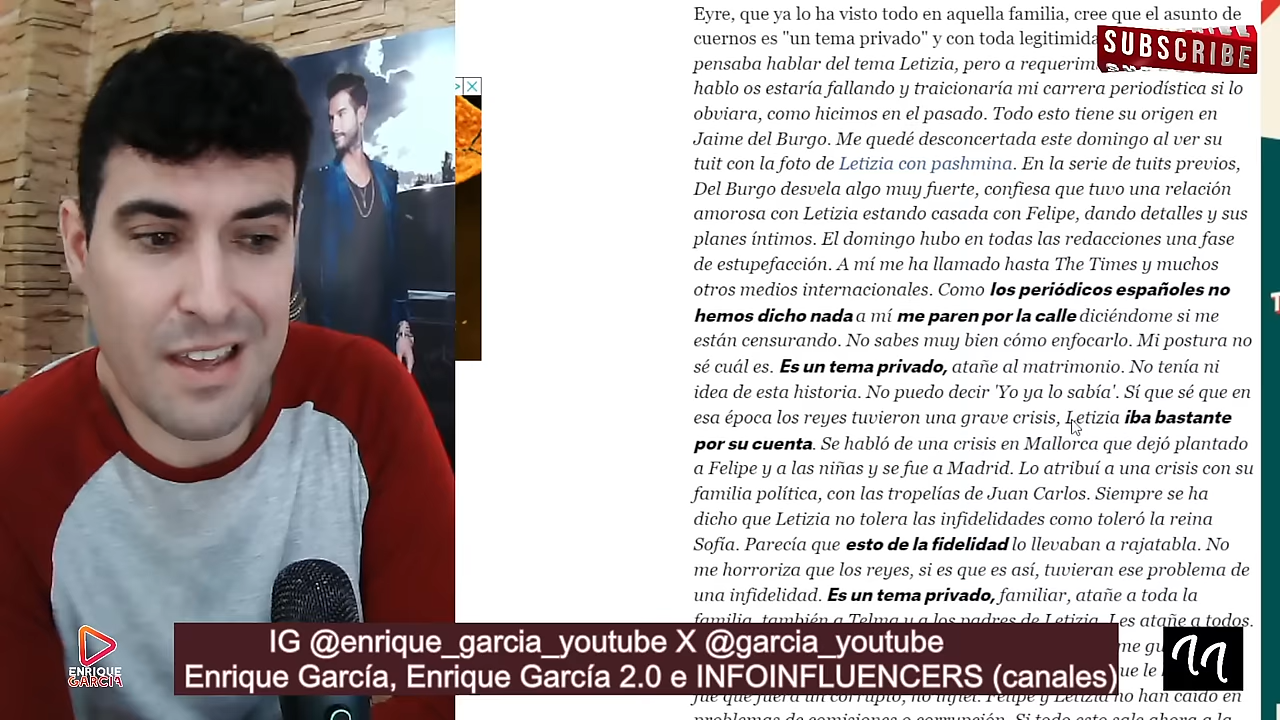 Eyre, que ya lo ha visto todo en aquella familia, cree que el asunto de
cuernos es "un tema privado" y con toda
SUBSCRIBE
pensaba hablar del tema Letizia, pero a
hablo os estaría fallando y traicionaría mi carrera periodística si lo
obviara, como hicimos en el pasado. Todo esto tiene su origen en
Jaime del Burgo. Me quedé desconcertada este domingo al ver su
tuit con la foto de Letizia con pashmina. En la serie de tuits previos,
Del Burgo desvela algo muy fuerte, confiesa que tuvo una relación
amorosa con Letizia estando casada con Felipe, dando detalles y sus
planes íntimos. El domingo hubo en todas las redacciones una fase
de estupefacción. A mí me ha llamado hasta The Times y muchos
otros medios internacionales. Como los periódicos españoles no
hemos dicho nada a mí me paren por la calle diciéndome si me
están censurando. No sabes muy bien cómo enfocarlo. Mi postura no
sé cuál es. Es un tema privado, atañe al matrimonio. No tenía ni
idea de esta historia. No puedo decir 'Yo ya lo sabía'. Sí que sé que en
esa época los reyes tuvieron una grave crisis, Letizia iba bastante
por su cuenta. Se habló de una crisis en Mallorca que dejó plantado
a Felipe y a las niñas y se fue a Madrid. Lo atribuí a una crisis con su
familia política, con las tropelías de Juan Carlos. Siempre se ha
dicho que Letizia no tolera las infidelidades como toleró la reina
Sofía. Parecía que esto de la fidelidad lo llevaban a rajatabla. No
me horroriza que los reyes, si es que es así, tuvieran ese problema de
una infidelidad. Es un tema privado, familiar, atañe a toda la
familia, también a Telma y a los padres de Letizia. Les atañe a todos.
IG @enrique_garcia_youtube X @garcia_youtube
Enrique García, Enrique García 2.0 e INFOINFLUENCERS (canales)
ENRIQUE
GARCÍA